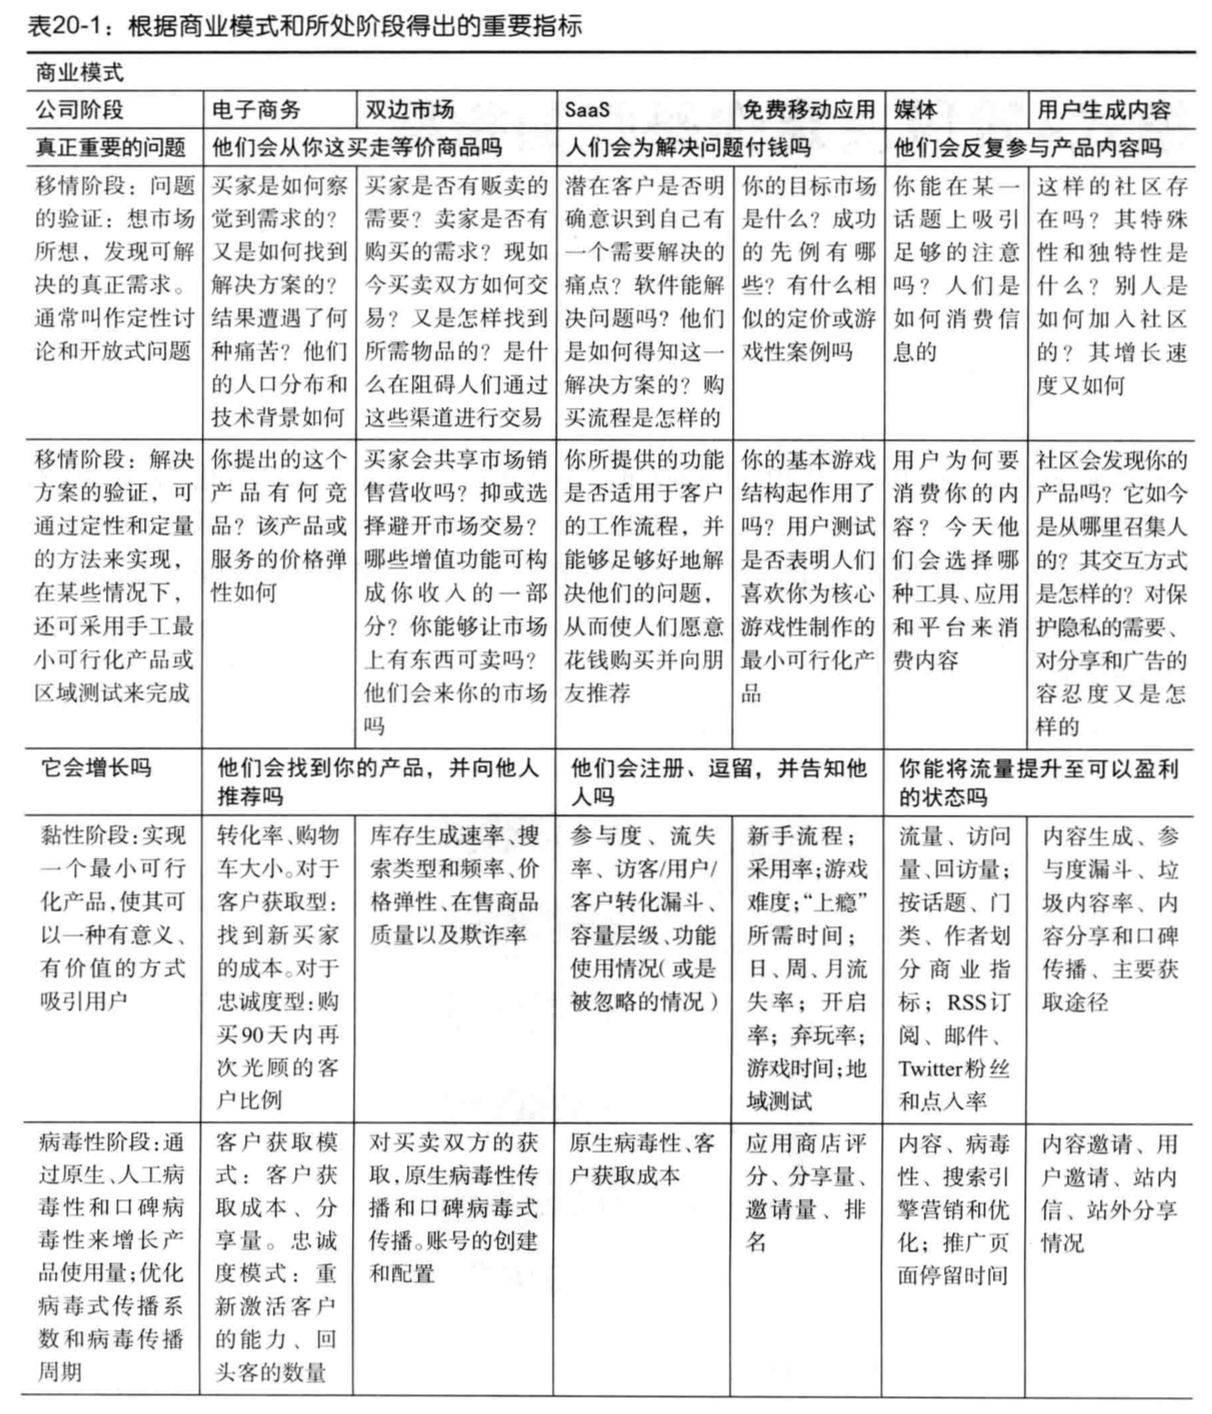 表20-1：根据商业模式和所处阶段得出的重要指标
商业模式
公司阶段
电子商务
双边市场
SaaS
免费移动应用
媒体
用户生成内容
真正重要的问题
他们会从你这买走等价商品吗
人们会为解决问题付钱吗
他们会反复参与产品内容吗
移情阶段：问题
的验证：想市场
所想，发现可解
决的真正需求。
通常叫作定性讨
论和开放式问题
买家是如何察
觉到需求的？
又是如何找到
解决方案的？
结果遭遇了何
种痛苦？他们
的人口分布和
技术背景如何
买家是否有贩卖的
需要？卖家是否有
购买的需求？现如
今买卖双方如何交
易？又是怎样找到
所需物品的？是什
么在阻碍人们通过
这些渠道进行交易
潜在客户是否明
确意识到自己有
一个需要解决的
痛点？软件能解
决问题吗？他们
是如何得知这一
解决方案的？购
买流程是怎样的
你的目标市场
是什么？成功
的先例有哪
些？有什么相
似的定价或游
戏性案例吗
你能在某一
话题上吸引
足够的注意
吗？人们是
如何消费信
息的
这样的社区存
在吗？其特殊
性和独特性是
什么？别人是
如何加入社区
的？其增长速
度又如何
移情阶段：解决
方案的验证，可
通过定性和定量
的方法来实现，
在某些情况下，
还可采用手工最
小可行化产品或
区域测试来完成
你提出的这个
产品有何竞
品？该产品或
服务的价格弹
性如何
买家会共享市场销
售营收吗？抑或选
择避开市场交易？
哪些增值功能可构
成你收入的一部
分？你能够让市场
上有东西可卖吗？
他们会来你的市场
吗
你所提供的功能
是否适用于客户
的工作流程，并
能够足够好地解
决他们的问题，
从而使人们愿意
花钱购买并向朋
友推荐
你的基本游戏
结构起作用了
吗？用户测试
是否表明人们
喜欢你为核心
游戏性制作的
最小可行化产
品
用户为何要
消费你的内
容？今天他
们会选择哪
种工具、应用
和平台来消
费内容
社区会发现你的
产品吗？它如今
是从哪里召集人
的？其交互方式
是怎样的？对保
护隐私的需要、
对分享和广告的
容忍度又是怎
样的
它会增长吗
他们会找到你的产品，并向他人
推荐吗
他们会注册、逗留，并告知他
人吗
你能将流量提升至可以盈利
的状态吗
黏性阶段：实现
一个最小可行
化产品，使其可
以一种有意义、
有价值的方式
吸引用户
转化率、购物
车大小。对于
客户获取型：
找到新买家
的成本。对于
忠诚度型：购
买90天内再
次光顾的客
户比例
库存生成速率、搜
索类型和频率、价
格弹性、在售商品
质量以及欺诈率
参与度、流失
率、访客/用户/
客户转化漏斗、
容量层级、功能
使用情况（或是
被忽略的情况）
新手流程；
采用率；游戏
难度；“上瘾”
所需时间；
日、周、月流
失率；开启
率；弃玩率；
游戏时间；地
域测试
流量、访问
量、回访量；
按话题、门
类、作者划
分商业指
标；RSS订
阅、邮件、
Twitter粉丝
和点入率
内容生成、参
与度漏斗、垃
圾内容率、内
容分享和口碑
传播、主要获
取途径
病毒性阶段：通
过原生、人工病
毒性和口碑病
毒性来增长产
品使用量；优化
病毒式传播系
数和病毒传播
周期
客户获取模
式：客户获
取成本、分
享量。忠诚
度模式：重
新激活客户
的能力、回
头客的数量
对买卖双方的获
取，原生病毒性传
播和口碑病毒式
传播。账号的创建
和配置
原生病毒性、客
户获取成本
应用商店评
分、分享量、
邀请量、排
名
内容、病毒
性、搜索引
擎营销和优
化；推广页
面停留时间
内容邀请、用
户邀请、站内
信、站外分享
情况